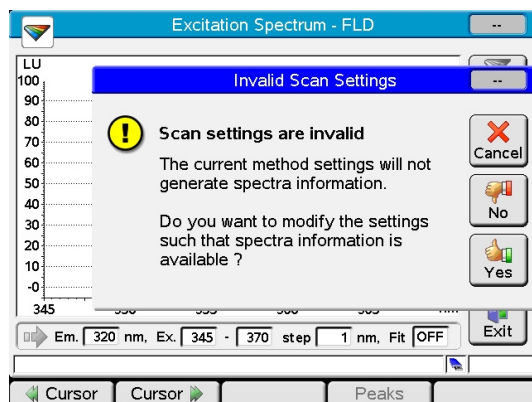 Excitation Spectrum - FLD
--
LU
100
90
80
70
60
50
40
30
20
10
-0
345
nm
Invalid Scan Settings
--
Scan settings are invalid
The current method settings will not
generate spectra information.
Do you want to modify the settings
such that spectra information is
available ?
Cancel
No
Yes
Exit
Em. 320 nm, Ex. 345 - 370 step 1 nm, Fit OFF
Cursor Cursor Peaks